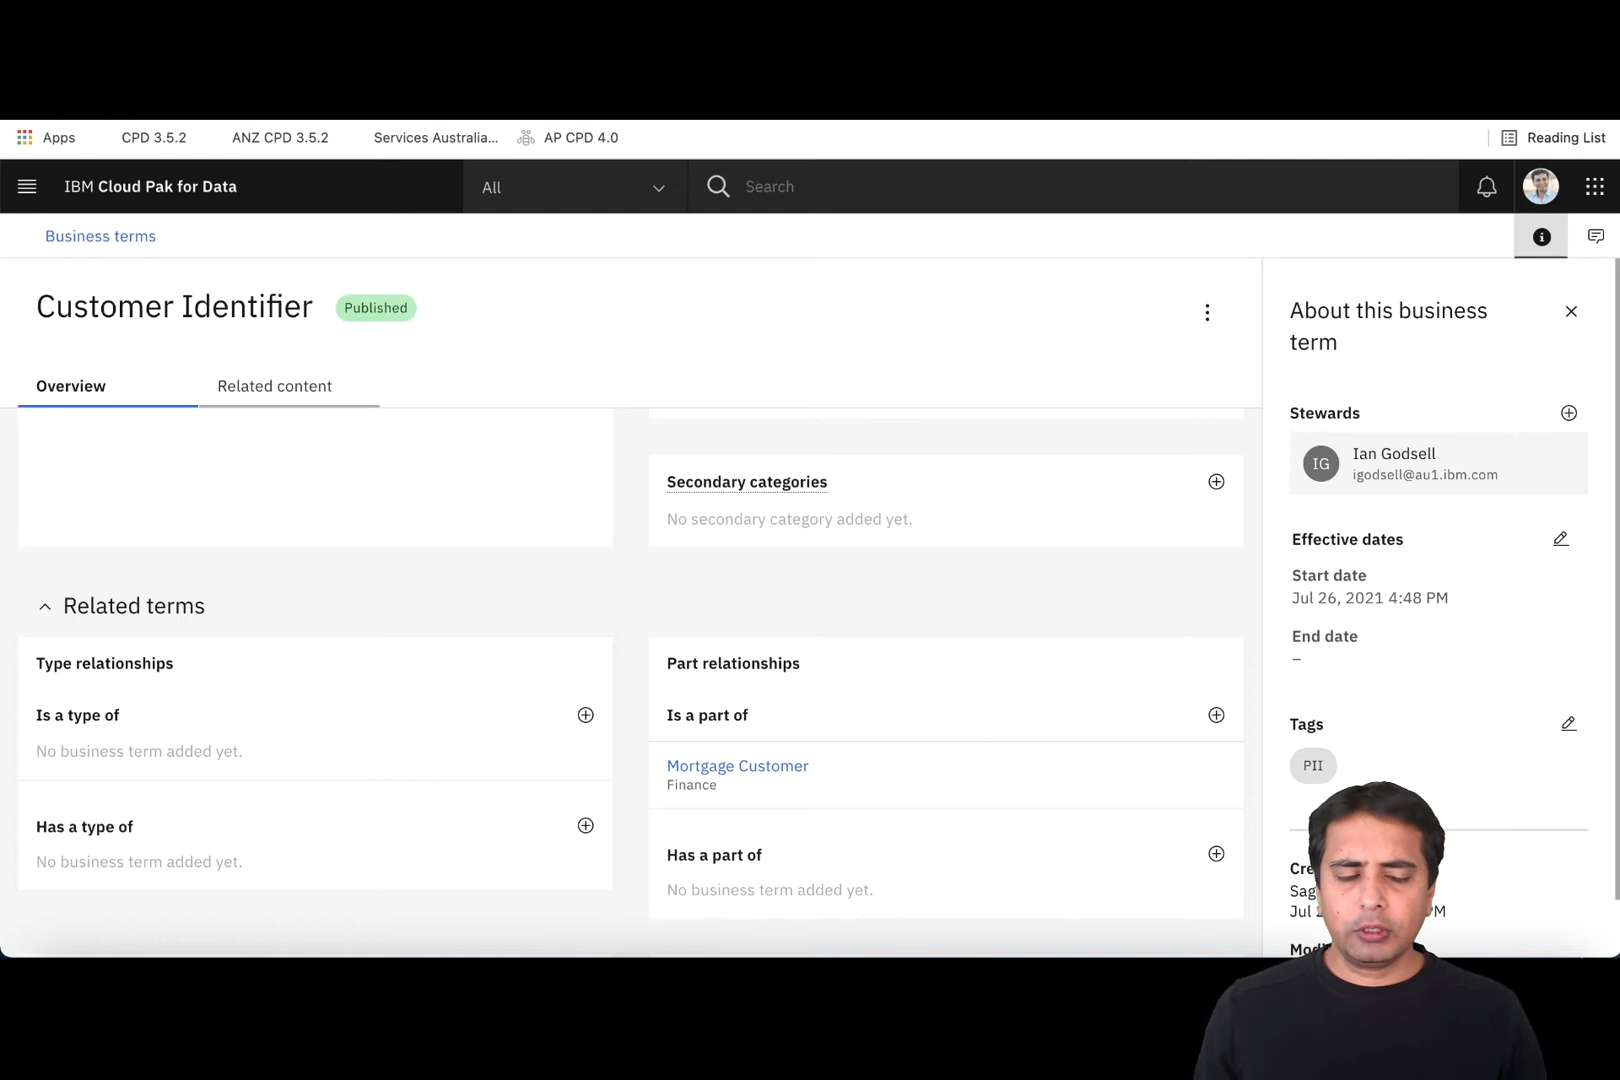 Apps
CPD 3.5.2
ANZ CPD 3.5.2
Services Australia...
AP CPD 4.0
Reading List
IBM Cloud Pak for Data
All
Search
Business terms
Customer Identifier
Published
Overview
Related content
Secondary categories
No secondary category added yet.
Related terms
Type relationships
Is a type of
No business term added yet.
Has a type of
No business term added yet.
Part relationships
Is a part of
Mortgage Customer
Finance
Has a part of
No business term added yet.
About this business
term
Stewards
IG
Ian Godsell
igodsell@au1.ibm.com
Effective dates
Start date
Jul 26, 2021 4:48 PM
End date
–
Tags
PII
Jul